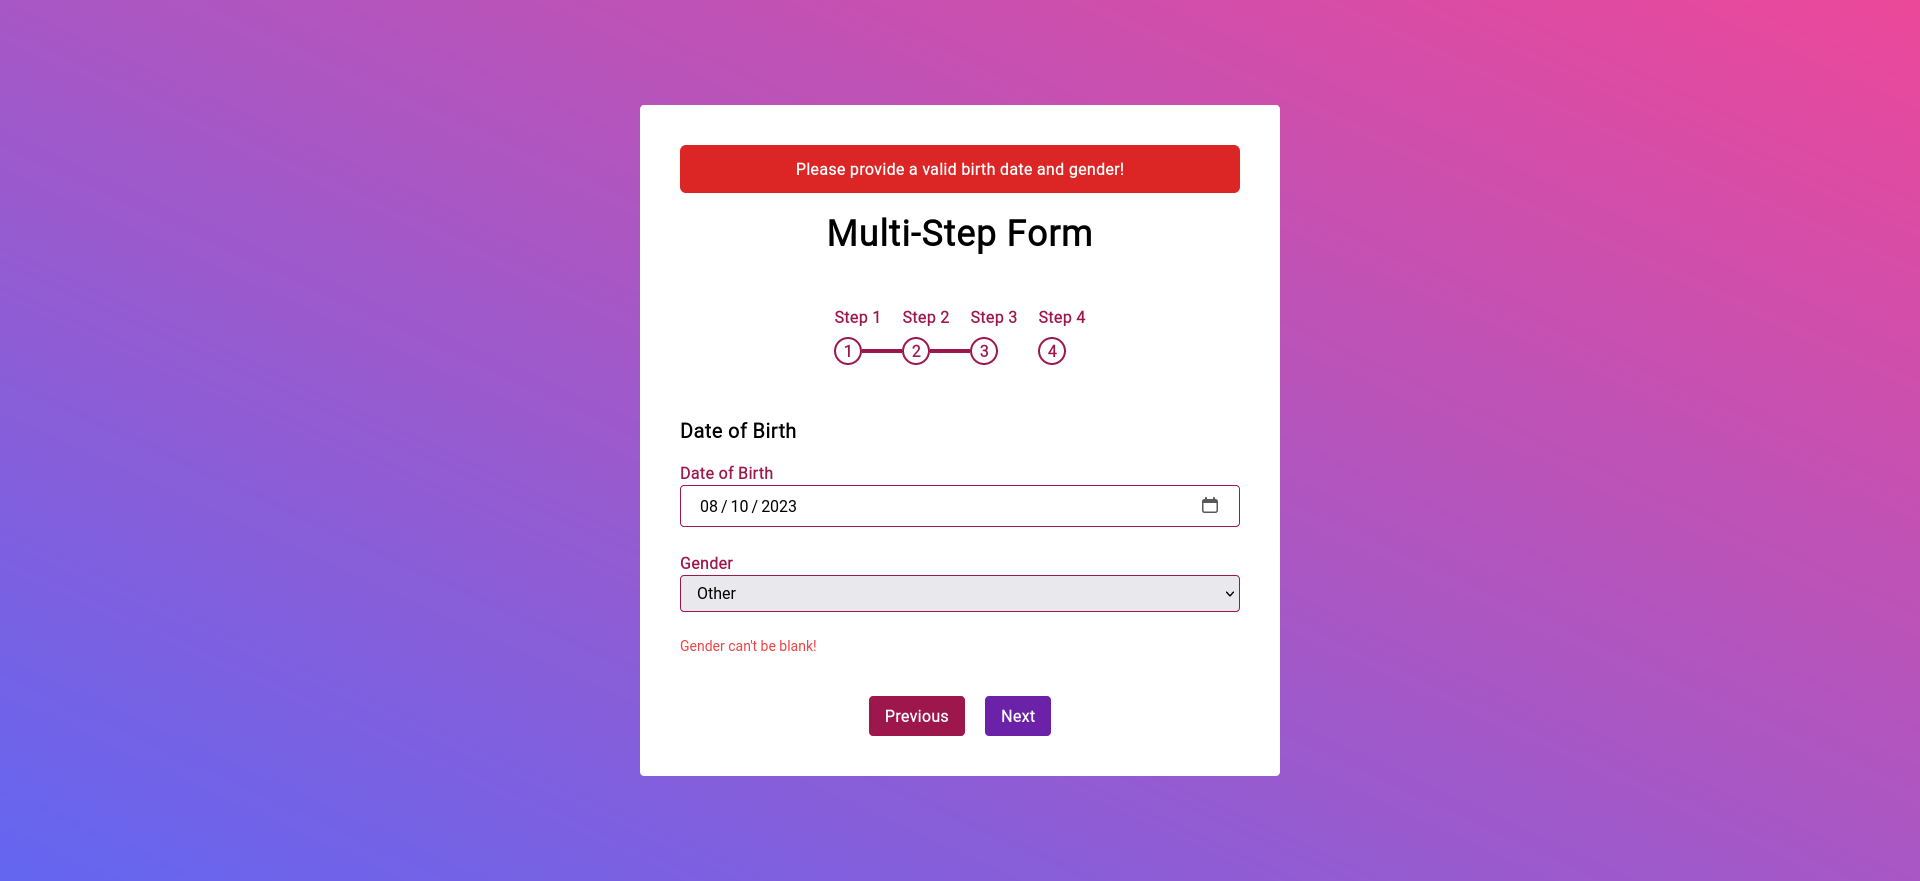 Please provide a valid birth date and gender!
Multi-Step Form
Step 1 Step 2 Step 3 Step 4
1 2 3 4
Date of Birth
Date of Birth
08 / 10 / 2023
Gender
Other
Gender can't be blank!
Previous Next